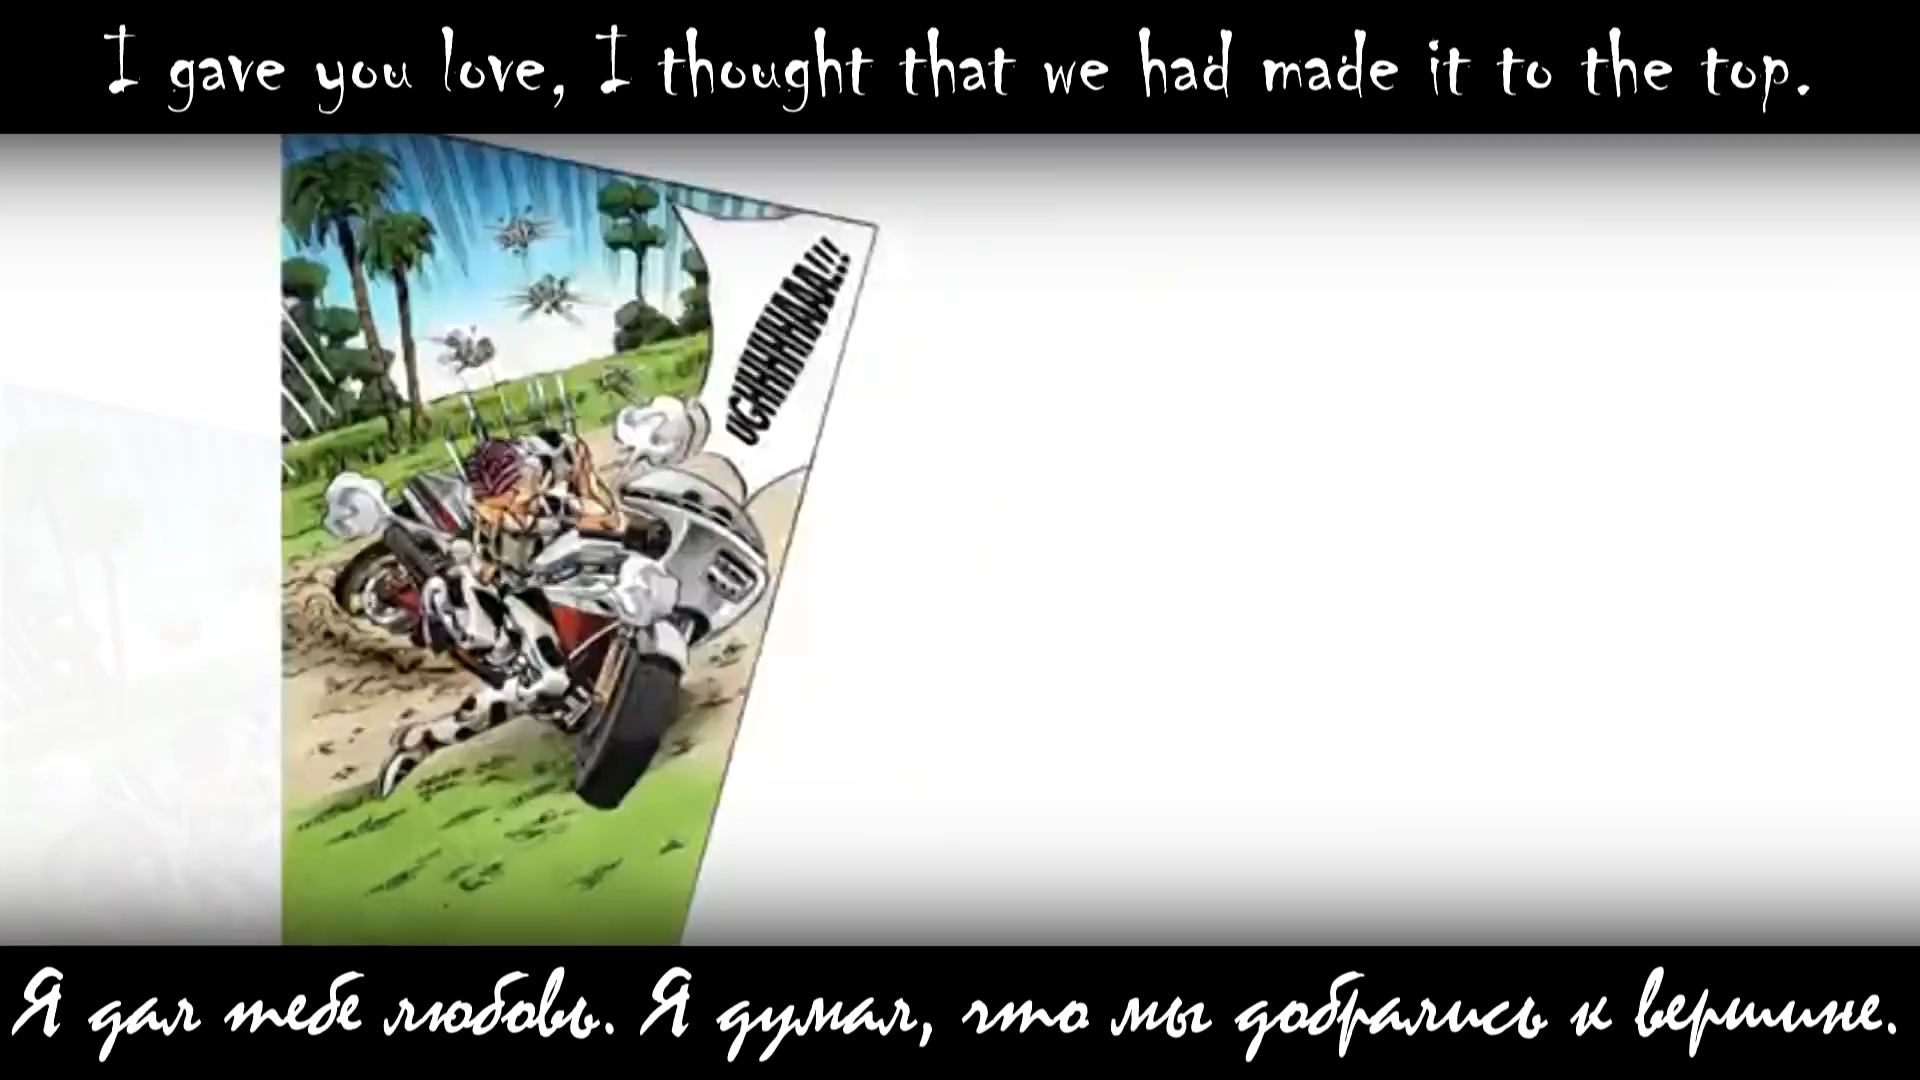 I gave you love, I thought that we had made it to the top.
UGHHHHHAAAA!!!
Я дал тебе любовь. Я думал, что мы добрались к вершине.